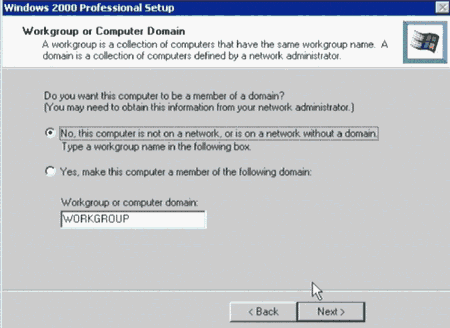 Windows 2000 Professional Setup
Workgroup or Computer Domain
A workgroup is a collection of computers that have the same workgroup name. A
domain is a collection of computers defined by a network administrator.
Do you want this computer to be a member of a domain?
(You may need to obtain this information from your network administrator.)
No, this computer is not on a network, or is on a network without a domain.
Type a workgroup name in the following box.
Yes, make this computer a member of the following domain:
Workgroup or computer domain:
WORKGROUP
< Back
Next >